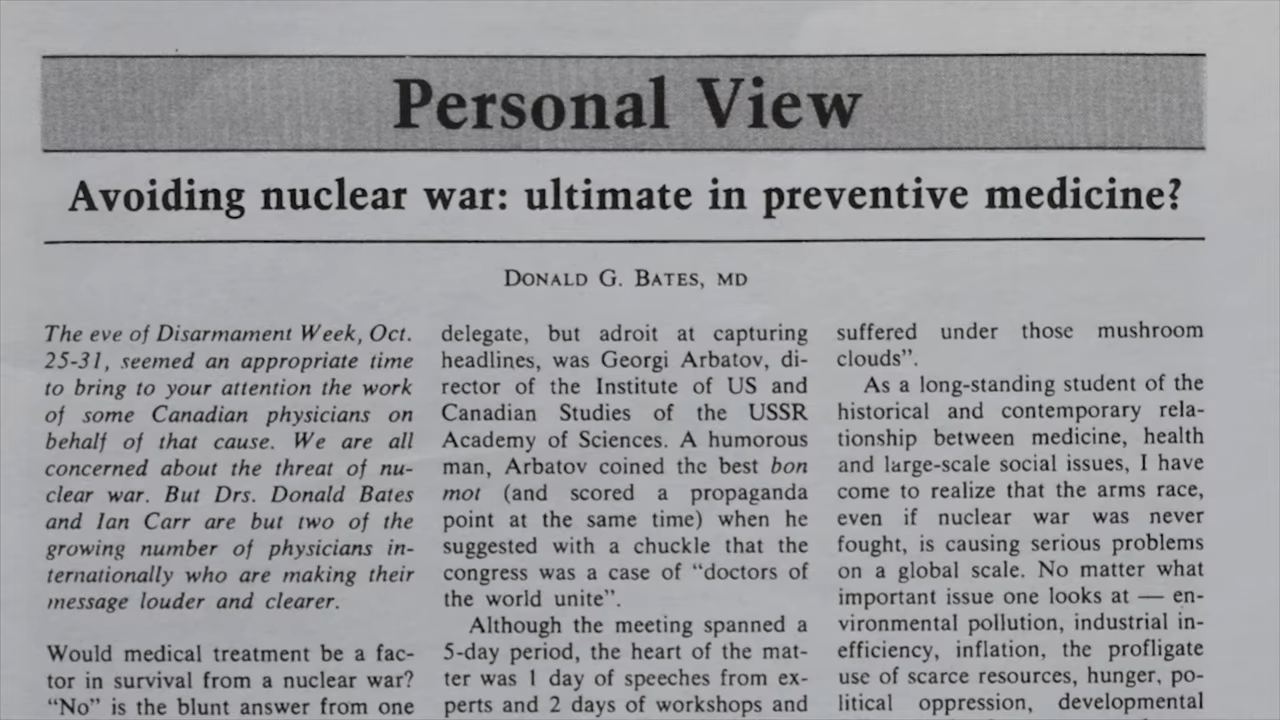 Personal View
Avoiding nuclear war: ultimate in preventive medicine?
DONALD G. BATES, MD
The eve of Disarmament Week, Oct.
25-31, seemed an appropriate time
to bring to your attention the work
of some Canadian physicians on
behalf of that cause. We are all
concerned about the threat of nu-
clear war. But Drs. Donald Bates
and Ian Carr are but two of the
growing number of physicians in-
ternationally who are making their
message louder and clearer.
Would medical treatment be a fac-
tor in survival from a nuclear war?
“No” is the blunt answer from one
delegate, but adroit at capturing
headlines, was Georgi Arbatov, di-
rector of the Institute of US and
Canadian Studies of the USSR
Academy of Sciences. A humorous
man, Arbatov coined the best bon
mot (and scored a propaganda
point at the same time) when he
suggested with a chuckle that the
congress was a case of “doctors of
the world unite”.
Although the meeting spanned a
5-day period, the heart of the mat-
ter was 1 day of speeches from ex-
perts and 2 days of workshops and
suffered under those mushroom
clouds”.
As a long-standing student of the
historical and contemporary rela-
tionship between medicine, health
and large-scale social issues, I have
come to realize that the arms race,
even if nuclear war was never
fought, is causing serious problems
on a global scale. No matter what
important issue one looks at — en-
vironmental pollution, industrial in-
efficiency, inflation, the profligate
use of scarce resources, hunger, po-
litical oppression, developmental